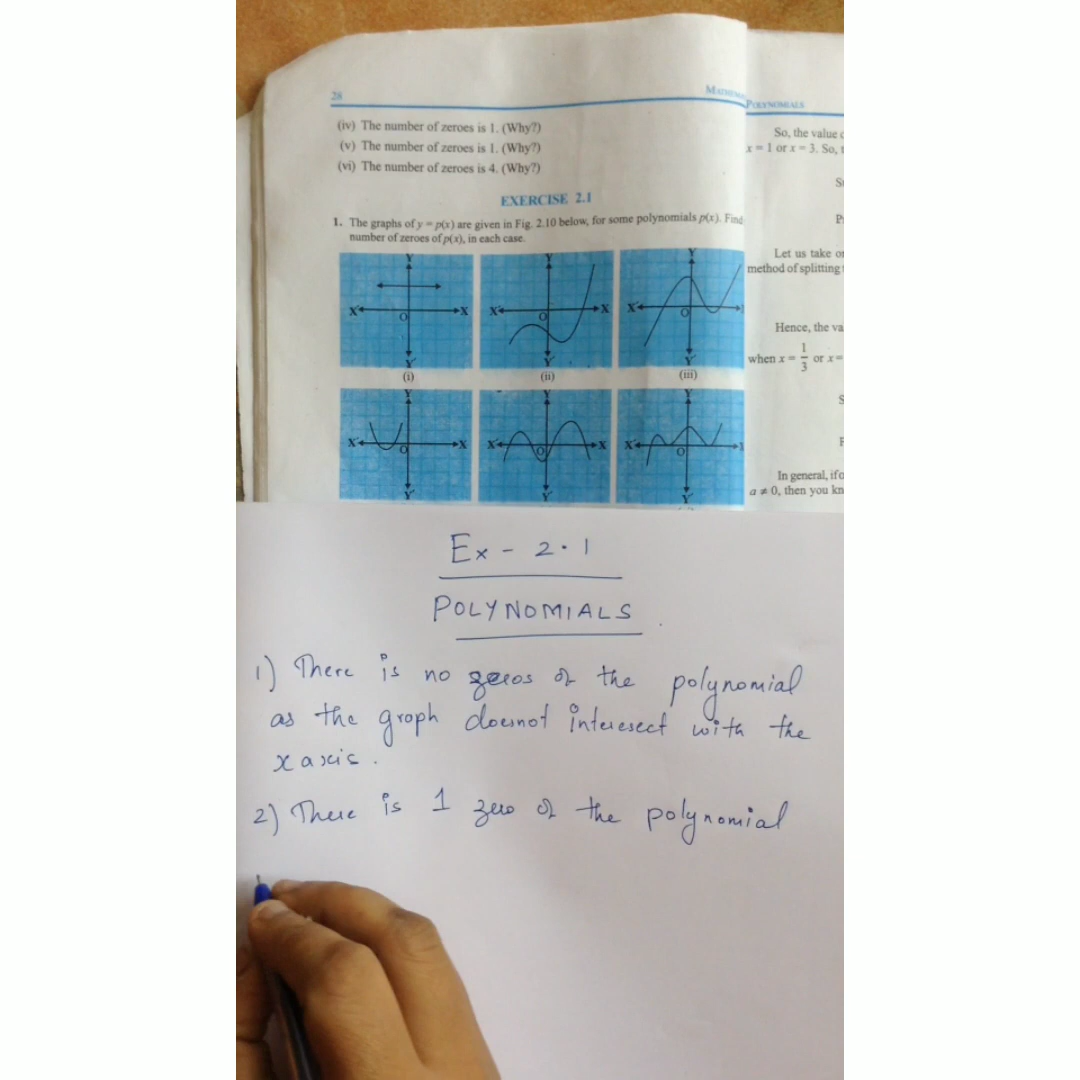 28
MATHEMA
(iv) The number of zeroes is 1. (Why?)
(v) The number of zeroes is 1. (Why?)
(vi) The number of zeroes is 4. (Why?)
EXERCISE 2.1
1. The graphs of y = p(x) are given in Fig. 2.10 below, for some polynomials p(x). Find
number of zeroes of p(x), in each case.
Y Y Y
X' O X X' O X X' O
Y' Y' Y'
(i) (ii) (iii)
Y Y Y
X' O X X' O X X' O
Y' Y' Y'
POLYNOMIALS
So, the value
x = 1 or x = 3. So,
Let us take
method of splitting
Hence, the va
when x = 1/3 or x =
In general, if
a ≠ 0, then you kn
Ex - 2.1
POLYNOMIALS
1) There is no zeros of the polynomial
as the graph doesnot interesect with the
x axis.
2) There is 1 zero of the polynomial